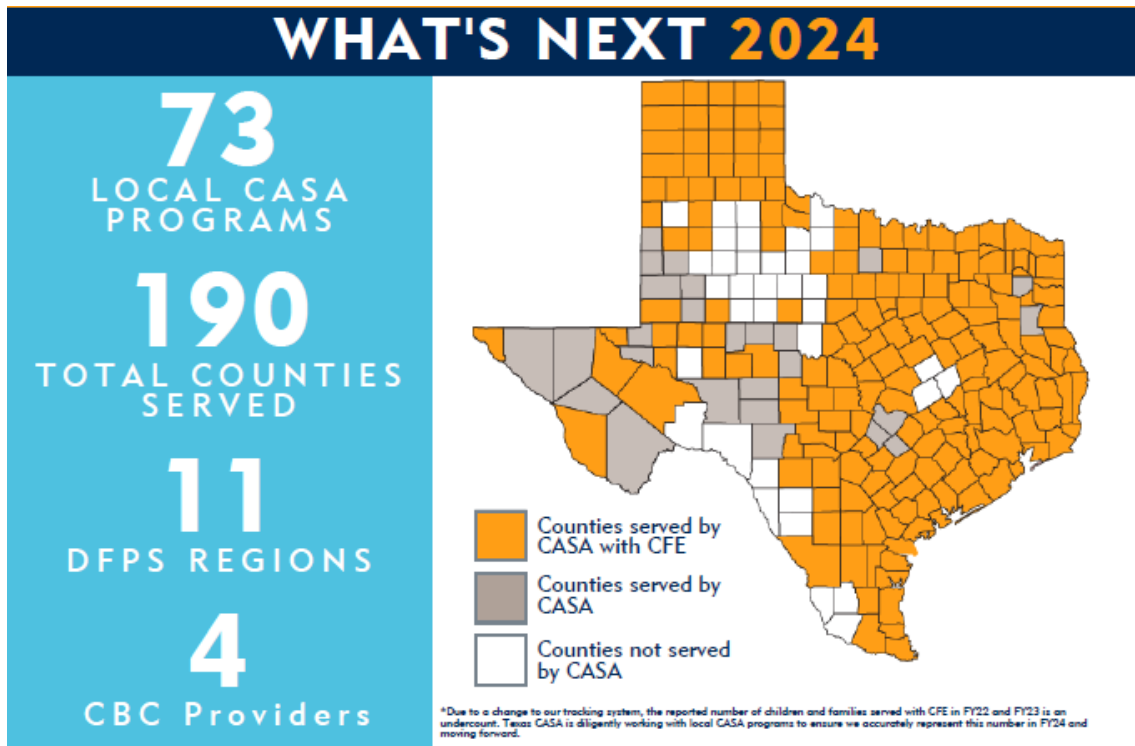 WHAT'S NEXT 2024
73
LOCAL CASA
PROGRAMS
190
TOTAL COUNTIES
SERVED
11
DFPS REGIONS
4
CBC Providers
Counties served by
CASA with CFE
Counties served by
CASA
Counties not served
by CASA
*Due to a change to our tracking system, the reported number of children and families served with CFE in FY22 and FY23 is an
undercount. Texas CASA is diligently working with local CASA programs to ensure we accurately represent this number in FY24 and
moving forward.